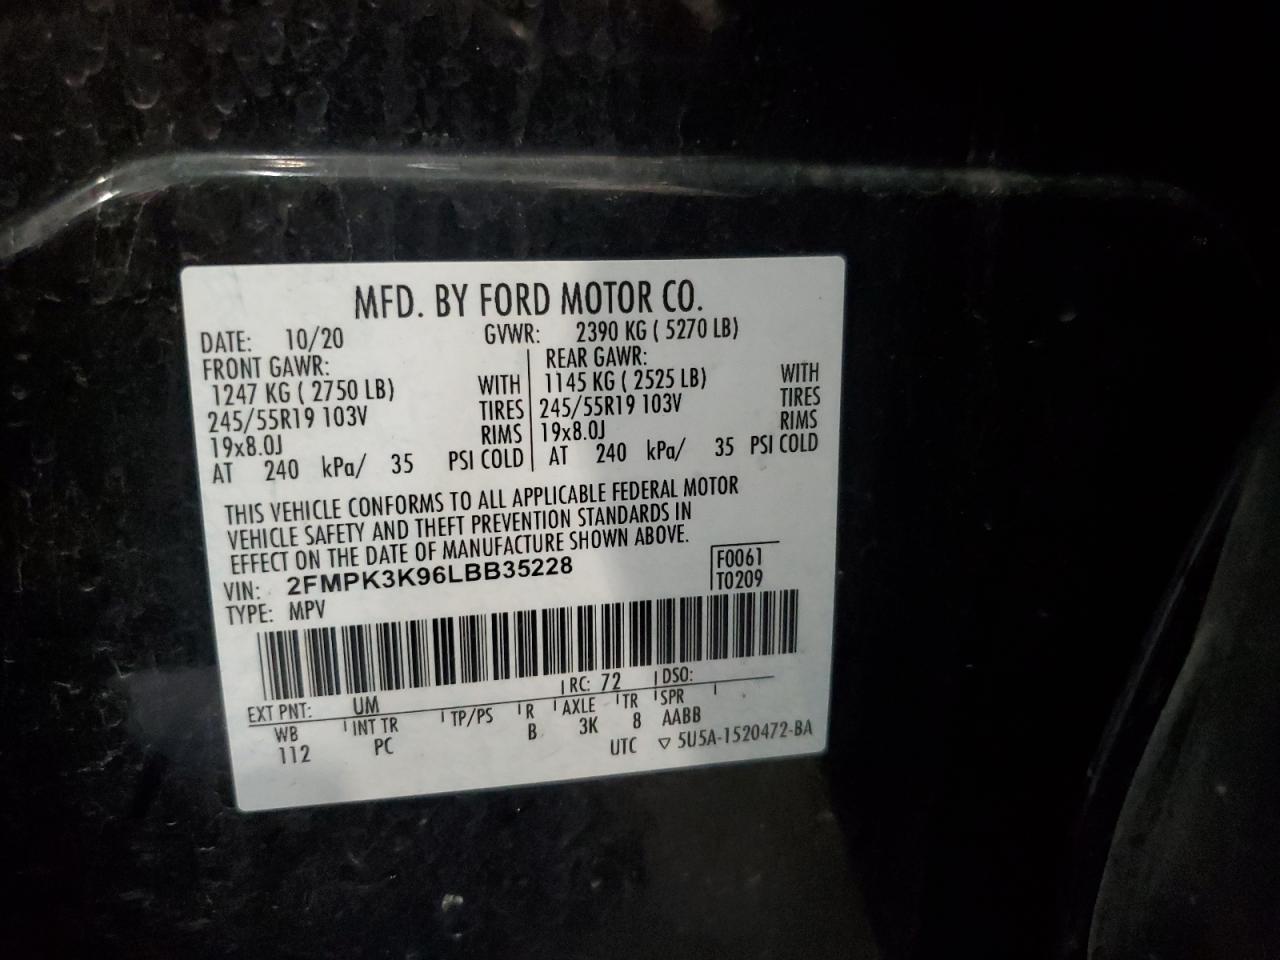 MFD. BY FORD MOTOR CO.
DATE: 10/20 GVWR: 2390 KG ( 5270 LB)
FRONT GAWR: REAR GAWR:
1247 KG ( 2750 LB) WITH 1145 KG ( 2525 LB) WITH
245/55R19 103V TIRES 245/55R19 103V TIRES
19x8.0J RIMS 19x8.0J RIMS
AT 240 kPa/ 35 PSI COLD AT 240 kPa/ 35 PSI COLD
THIS VEHICLE CONFORMS TO ALL APPLICABLE FEDERAL MOTOR
VEHICLE SAFETY AND THEFT PREVENTION STANDARDS IN
EFFECT ON THE DATE OF MANUFACTURE SHOWN ABOVE.
VIN: 2FMPK3K96LBB35228 F0061
TYPE: MPV T0209
EXT PNT: UM RC: 72 DSO:
WB INT TR TP/PS R AXLE TR SPR
112 PC B 3K 8 AABB
UTC ▽ 5U5A-1520472-BA